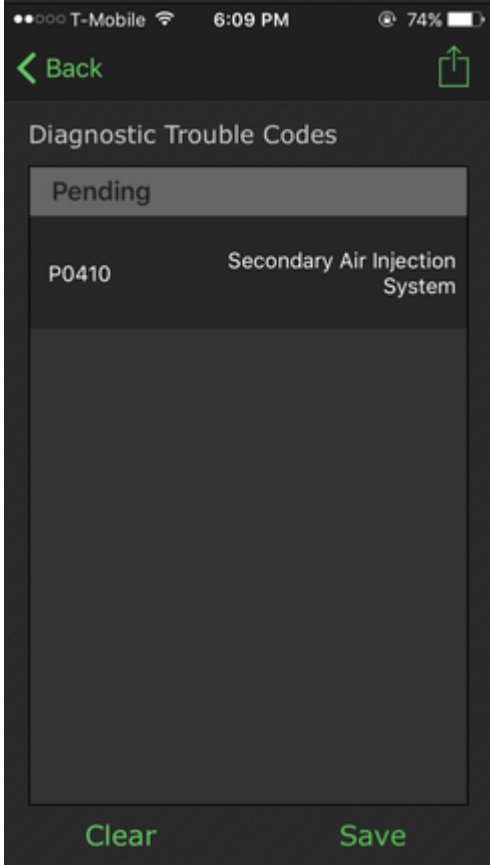 T-Mobile 6:09 PM 74%
Back
Diagnostic Trouble Codes
Pending
P0410 Secondary Air Injection
System
Clear Save